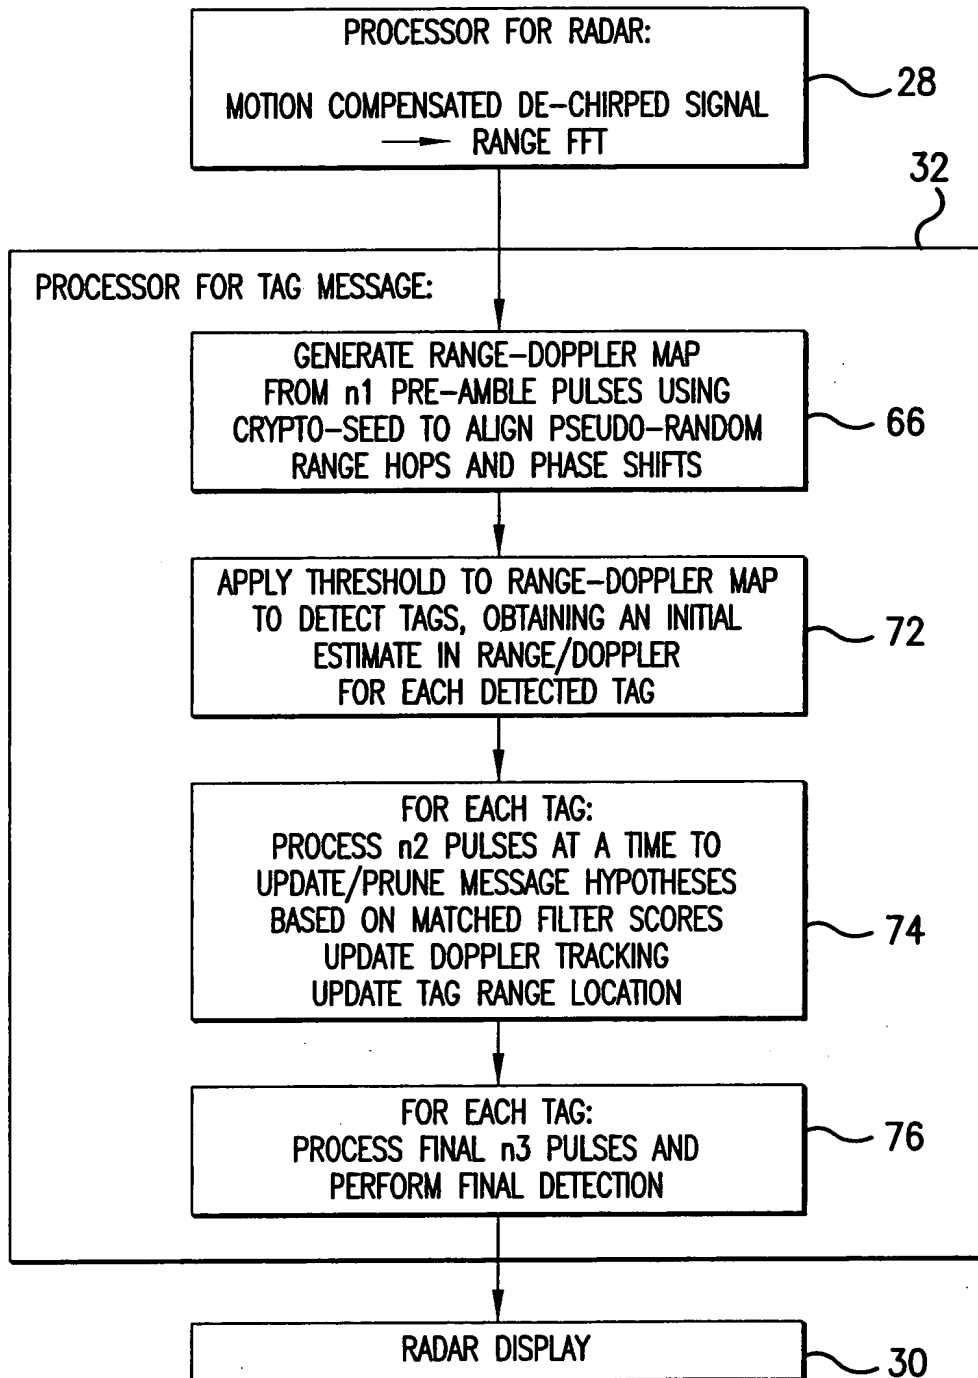 PROCESSOR FOR RADAR:
MOTION COMPENSATED DE-CHIRPED SIGNAL
RANGE FFT
28
32
PROCESSOR FOR TAG MESSAGE:
GENERATE RANGE-DOPPLER MAP
FROM n1 PRE-AMBLE PULSES USING
CRYPTO-SEED TO ALIGN PSEUDO-RANDOM
RANGE HOPS AND PHASE SHIFTS
66
APPLY THRESHOLD TO RANGE-DOPPLER MAP
TO DETECT TAGS, OBTAINING AN INITIAL
ESTIMATE IN RANGE/DOPPLER
FOR EACH DETECTED TAG
72
FOR EACH TAG:
PROCESS n2 PULSES AT A TIME TO
UPDATE/PRUNE MESSAGE HYPOTHESES
BASED ON MATCHED FILTER SCORES
UPDATE DOPPLER TRACKING
UPDATE TAG RANGE LOCATION
74
FOR EACH TAG:
PROCESS FINAL n3 PULSES AND
PERFORM FINAL DETECTION
76
RADAR DISPLAY
30